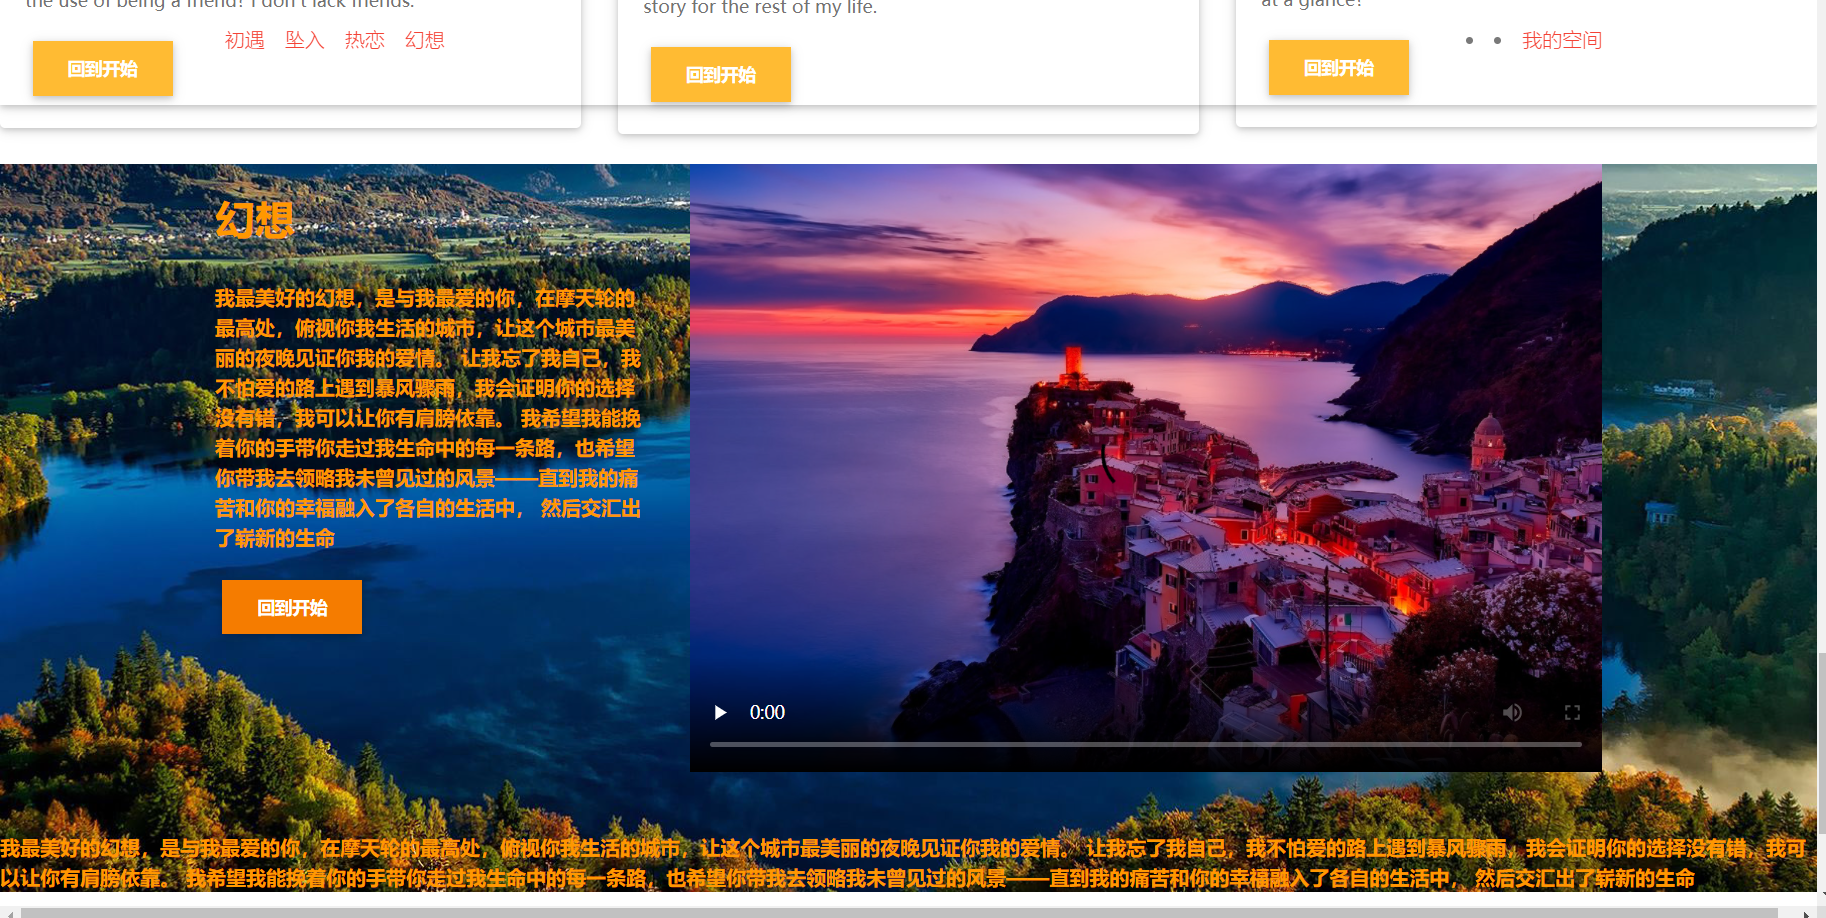 the use of being a friend? I don't lack friends.
story for the rest of my life.
at a glance?
初遇 坠入 热恋 幻想
我的空间
回到开始
回到开始
回到开始
幻想
我最美好的幻想，是与我最爱的你，在摩天轮的
最高处，俯视你我生活的城市，让这个城市最美
丽的夜晚见证你我的爱情。 让我忘了我自己，我
不怕爱的路上遇到暴风骤雨，我会证明你的选择
没有错，我可以让你有肩膀依靠。 我希望我能挽
着你的手带你走过我生命中的每一条路，也希望
你带我去领略我未曾见过的风景——直到我的痛
苦和你的幸福融入了各自的生活中， 然后交汇出
了崭新的生命
回到开始
0:00
我最美好的幻想，是与我最爱的你，在摩天轮的最高处，俯视你我生活的城市，让这个城市最美丽的夜晚见证你我的爱情。 让我忘了我自己，我不怕爱的路上遇到暴风骤雨，我会证明你的选择没有错，我可
以让你有肩膀依靠。 我希望我能挽着你的手带你走过我生命中的每一条路，也希望你带我去领略我未曾见过的风景——直到我的痛苦和你的幸福融入了各自的生活中， 然后交汇出了崭新的生命